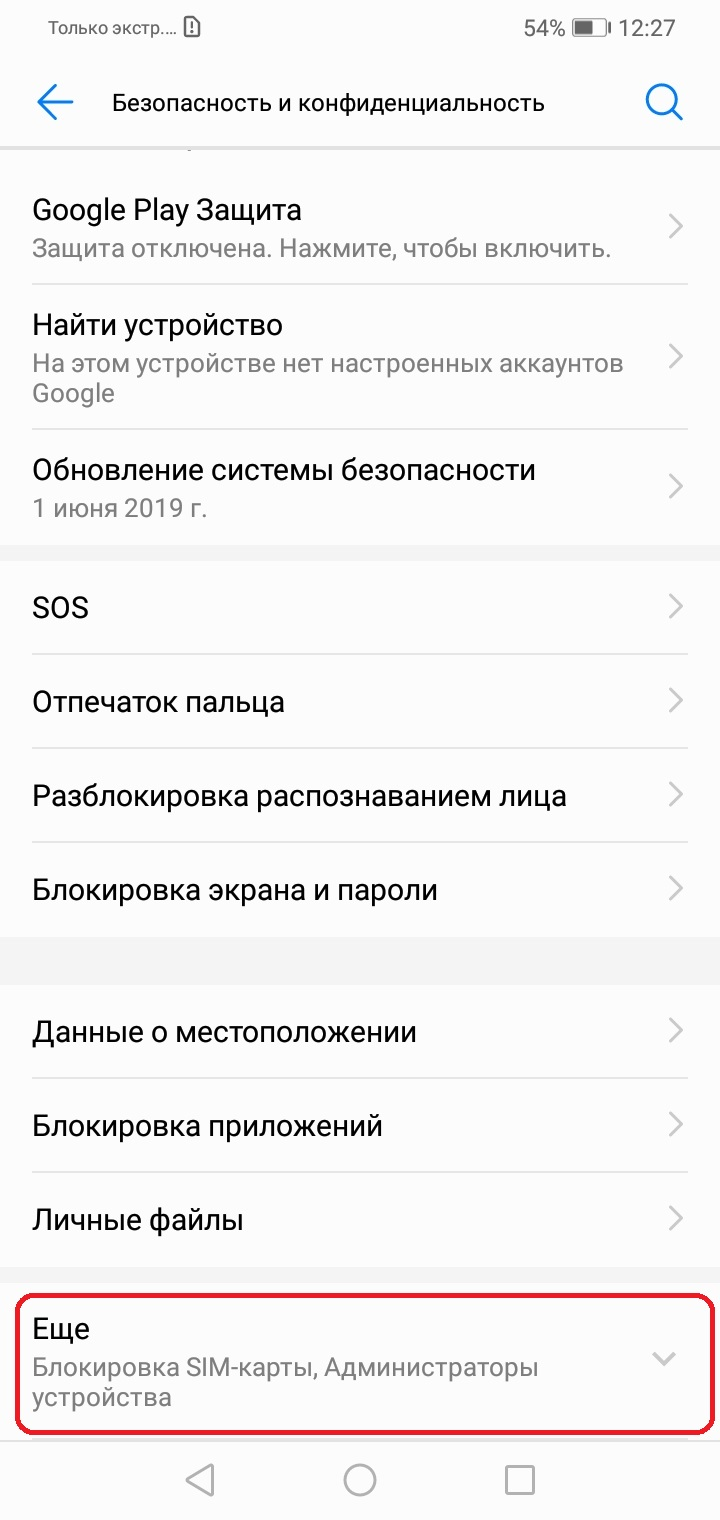 Только экстр....
54% 12:27
Безопасность и конфиденциальность
Google Play Защита
Защита отключена. Нажмите, чтобы включить.
Найти устройство
На этом устройстве нет настроенных аккаунтов
Google
Обновление системы безопасности
1 июня 2019 г.
SOS
Отпечаток пальца
Разблокировка распознаванием лица
Блокировка экрана и пароли
Данные о местоположении
Блокировка приложений
Личные файлы
Еще
Блокировка SIM-карты, Администраторы
устройства